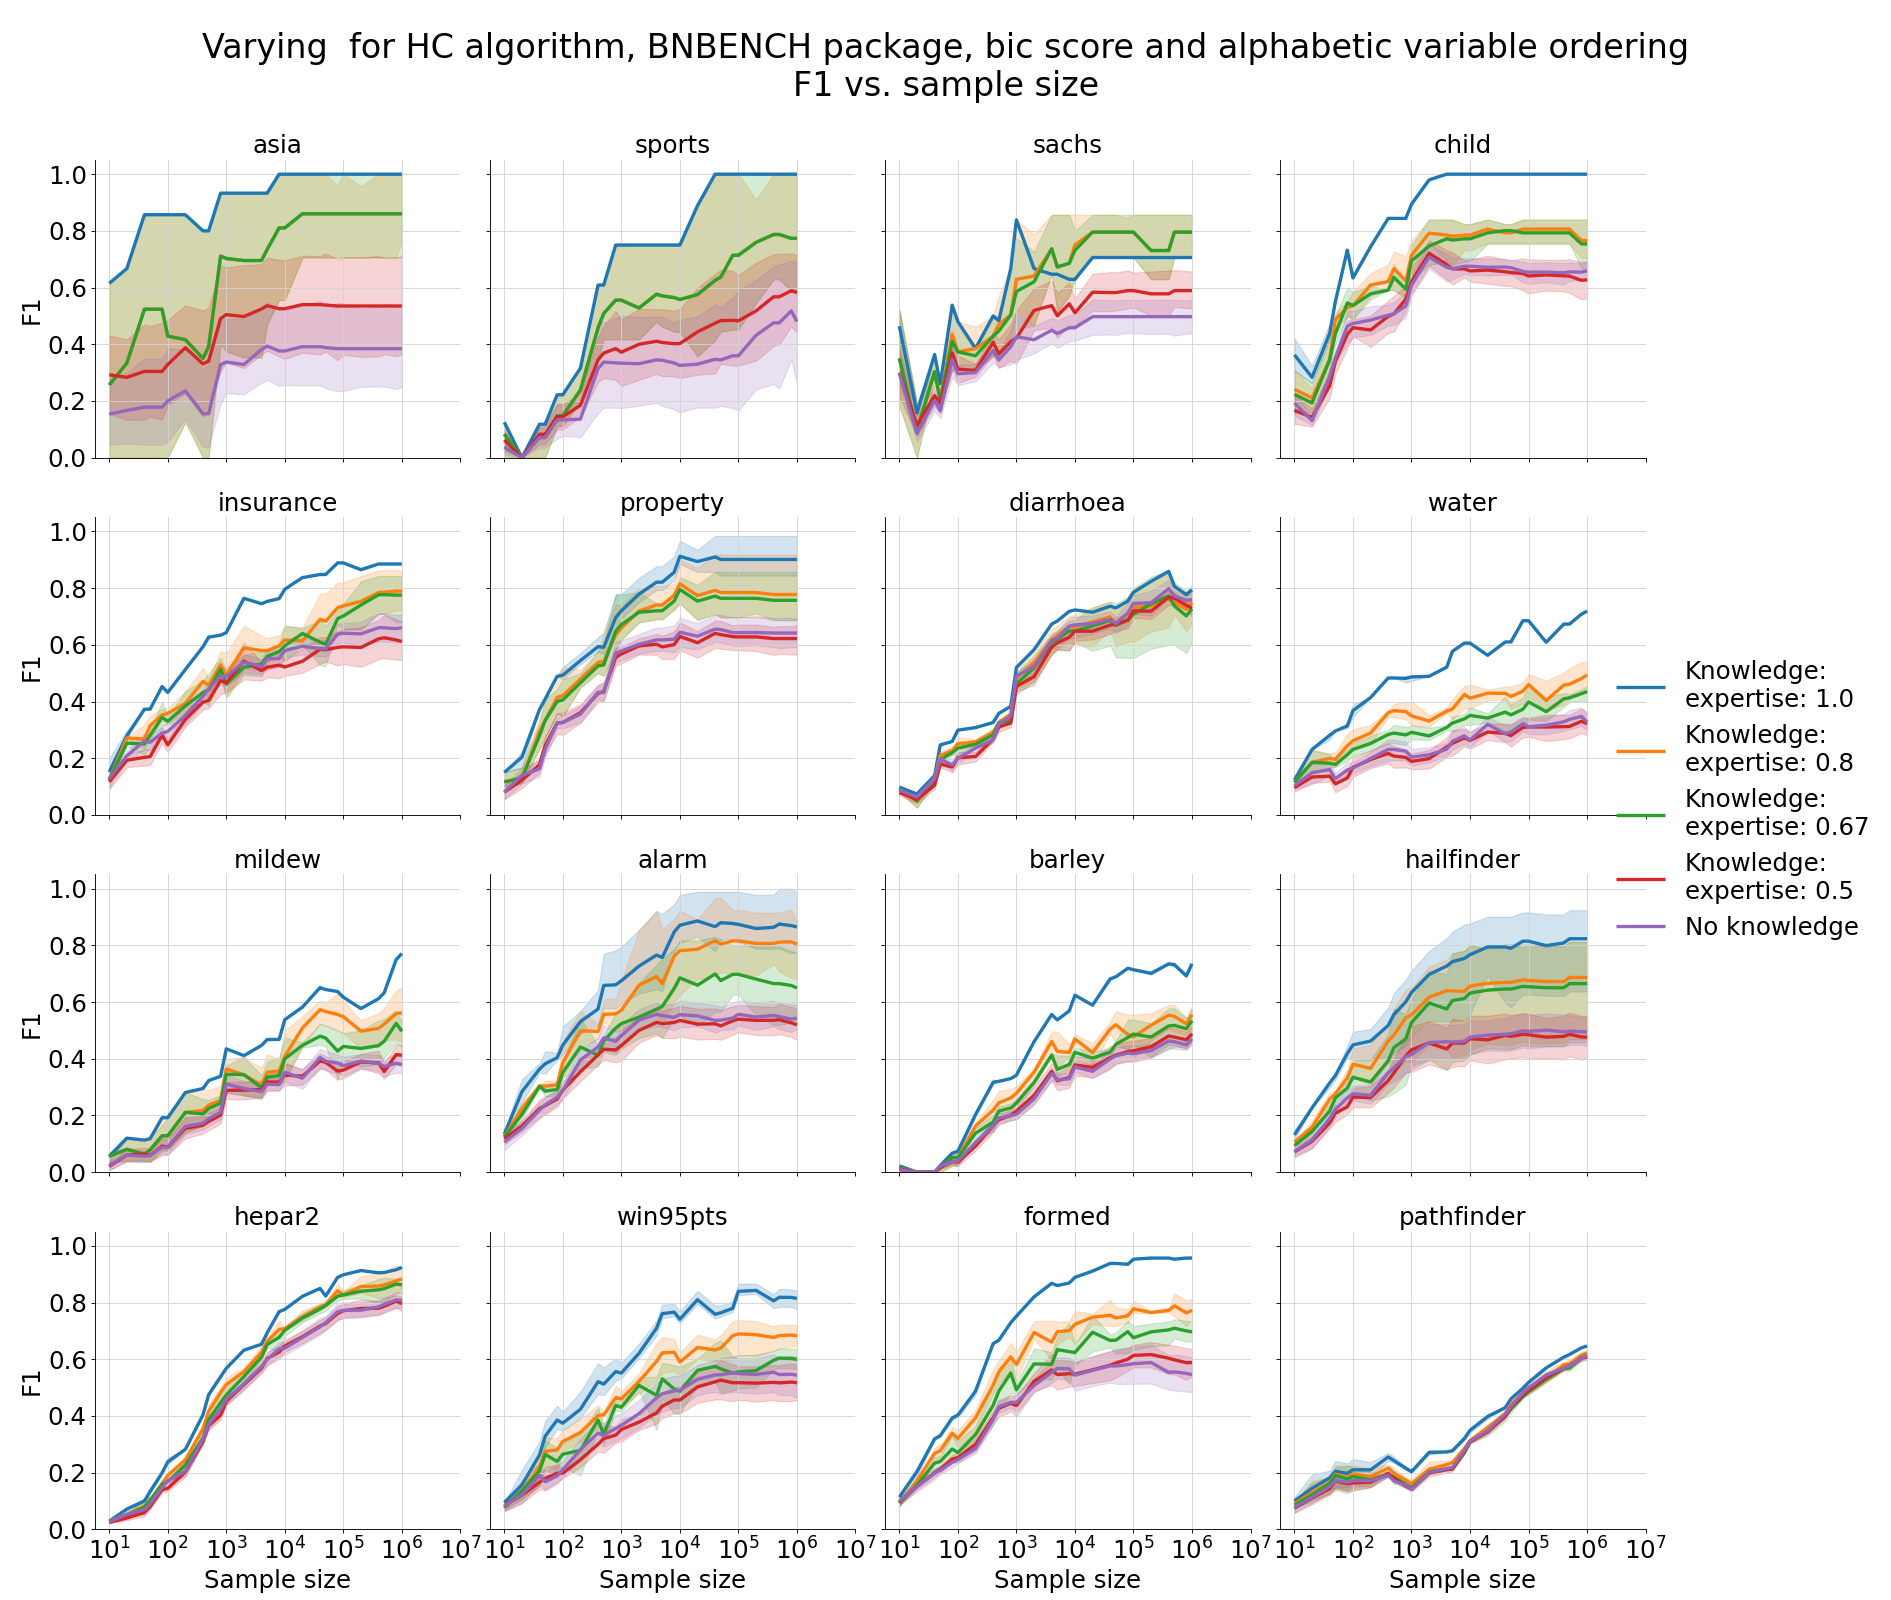 Varying  for HC algorithm, BNBENCH package, bic score and alphabetic variable ordering
F1 vs. sample size
asia
sports
sachs
child
1.0
0.8
0.6
0.4
0.2
0.0
F1
insurance
property
diarrhoea
water
1.0
0.8
0.6
0.4
0.2
0.0
F1
mildew
alarm
barley
hailfinder
1.0
0.8
0.6
0.4
0.2
0.0
F1
hepar2
win95pts
formed
pathfinder
1.0
0.8
0.6
0.4
0.2
0.0
F1
10¹ 10² 10³ 10⁴ 10⁵ 10⁶ 10⁷
10¹ 10² 10³ 10⁴ 10⁵ 10⁶ 10⁷
10¹ 10² 10³ 10⁴ 10⁵ 10⁶ 10⁷
10¹ 10² 10³ 10⁴ 10⁵ 10⁶ 10⁷
Sample size
Sample size
Sample size
Sample size
Knowledge:
expertise: 1.0
Knowledge:
expertise: 0.8
Knowledge:
expertise: 0.67
Knowledge:
expertise: 0.5
No knowledge